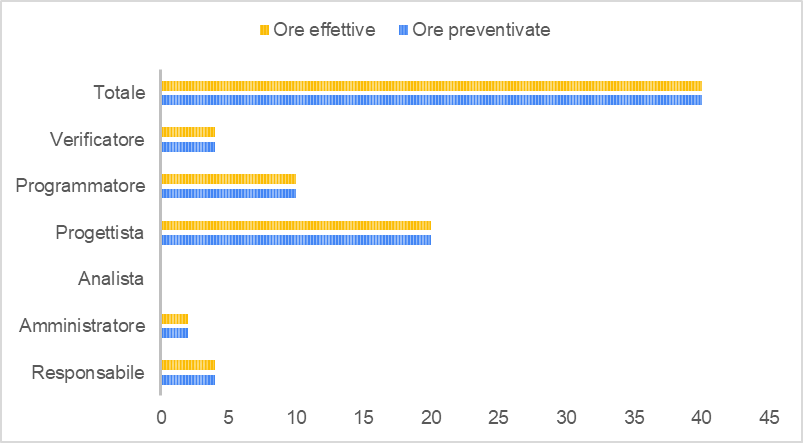 Ore effettive Ore preventivate
Totale
Verificatore
Programmatore
Progettista
Analista
Amministratore
Responsabile
0 5 10 15 20 25 30 35 40 45